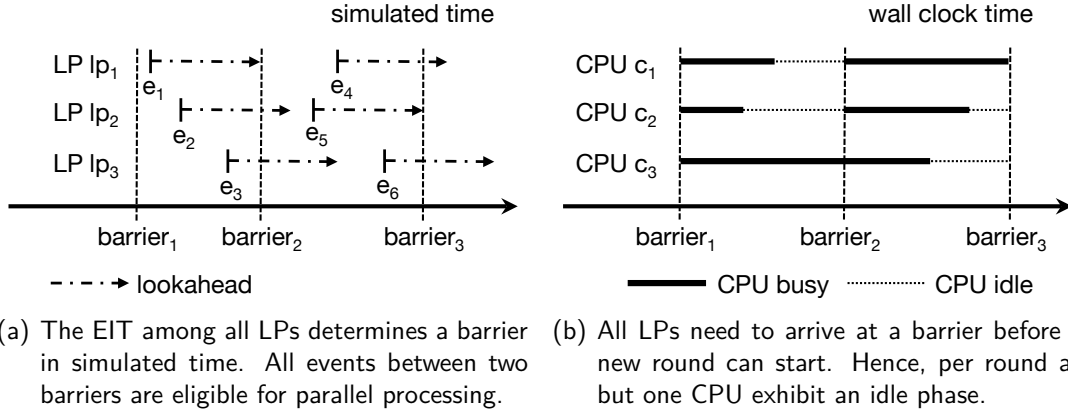 simulated time
LP lp1
e1
e4
LP lp2
e2
e5
LP lp3
e3
e6
barrier1 barrier2 barrier3
lookahead
(a) The EIT among all LPs determines a barrier
in simulated time. All events between two
barriers are eligible for parallel processing.
wall clock time
CPU c1
CPU c2
CPU c3
barrier1 barrier2 barrier3
CPU busy CPU idle
(b) All LPs need to arrive at a barrier before
new round can start. Hence, per round a
but one CPU exhibit an idle phase.